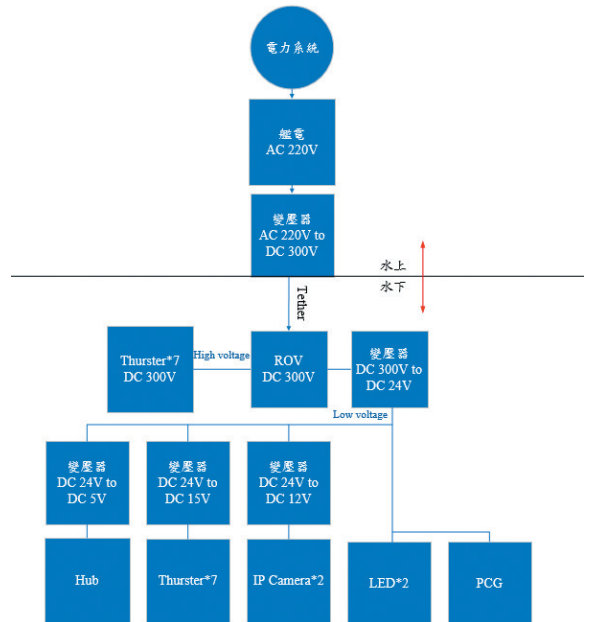 電力系統
艦電
AC 220V
變壓器
AC 220V to
DC 300V
水上
水下
Tether
Thurster*7
DC 300V
High voltage
ROV
DC 300V
變壓器
DC 300V to
DC 24V
Low voltage
變壓器
DC 24V to
DC 5V
變壓器
DC 24V to
DC 15V
變壓器
DC 24V to
DC 12V
Hub
Thurster*7
IP Camera*2
LED*2
PCG